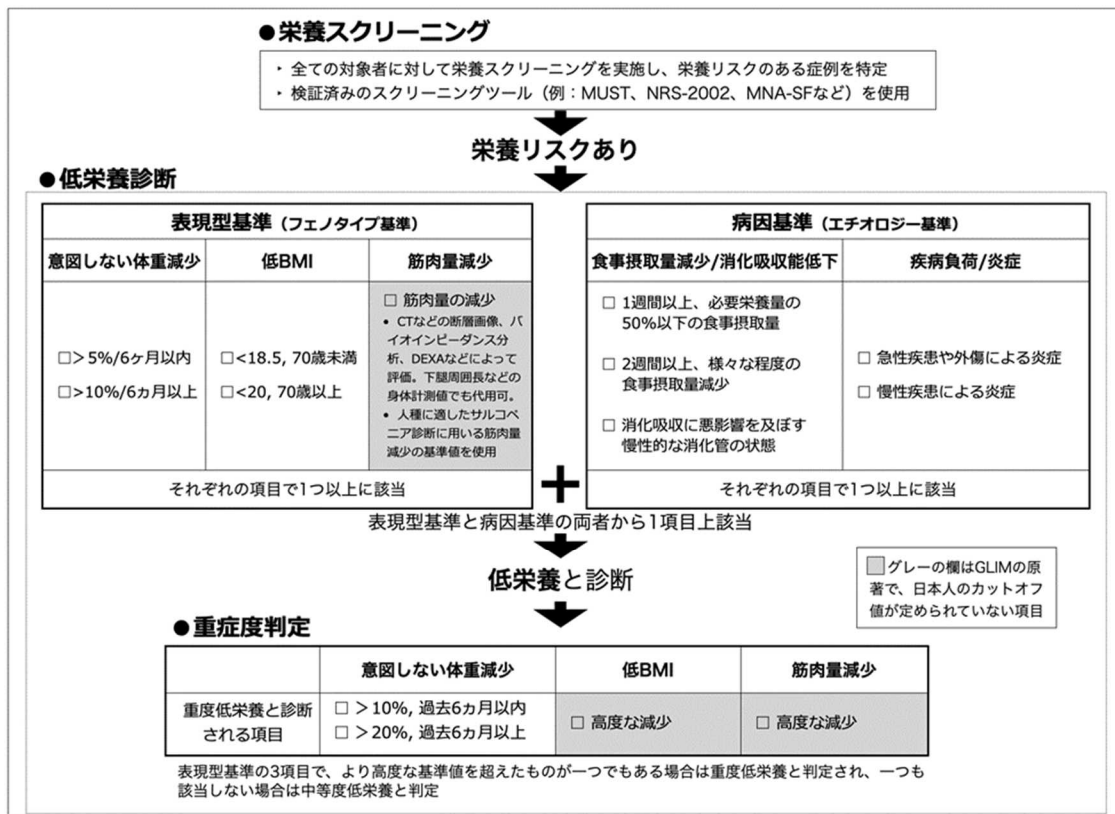 ●栄養スクリーニング
‣ 全ての対象者に対して栄養スクリーニングを実施し、栄養リスクのある症例を特定
‣ 検証済みのスクリーニングツール（例：MUST、NRS-2002、MNA-SFなど）を使用
栄養リスクあり
●低栄養診断
表現型基準（フェノタイプ基準）
意図しない体重減少
低BMI
筋肉量減少
□＞5%/6ヶ月以内
□>10%/6ヵ月以上
□<18.5, 70歳未満
□<20, 70歳以上
□ 筋肉量の減少
• CTなどの断層画像、バ
イオインピーダンス分
析、DEXAなどによって
評価。下腿周囲長などの
身体計測値でも代用可。
• 人種に適したサルコペ
ニア診断に用いる筋肉量
減少の基準値を使用
それぞれの項目で1つ以上に該当
病因基準（エチオロジー基準）
食事摂取量減少/消化吸収能低下
疾病負荷/炎症
□ 1週間以上、必要栄養量の
50%以下の食事摂取量
□ 2週間以上、様々な程度の
食事摂取量減少
□ 消化吸収に悪影響を及ぼす
慢性的な消化管の状態
□ 急性疾患や外傷による炎症
□ 慢性疾患による炎症
それぞれの項目で1つ以上に該当
＋
表現型基準と病因基準の両者から1項目上該当
低栄養と診断
グレーの欄はGLIMの原
著で、日本人のカットオフ
値が定められていない項目
●重症度判定
意図しない体重減少
低BMI
筋肉量減少
重度低栄養と診断
される項目
□ ＞10%, 過去6ヵ月以内
□ ＞20%, 過去6ヵ月以上
□ 高度な減少
□ 高度な減少
表現型基準の3項目で、より高度な基準値を超えたものが一つでもある場合は重度低栄養と判定され、一つも
該当しない場合は中等度低栄養と判定